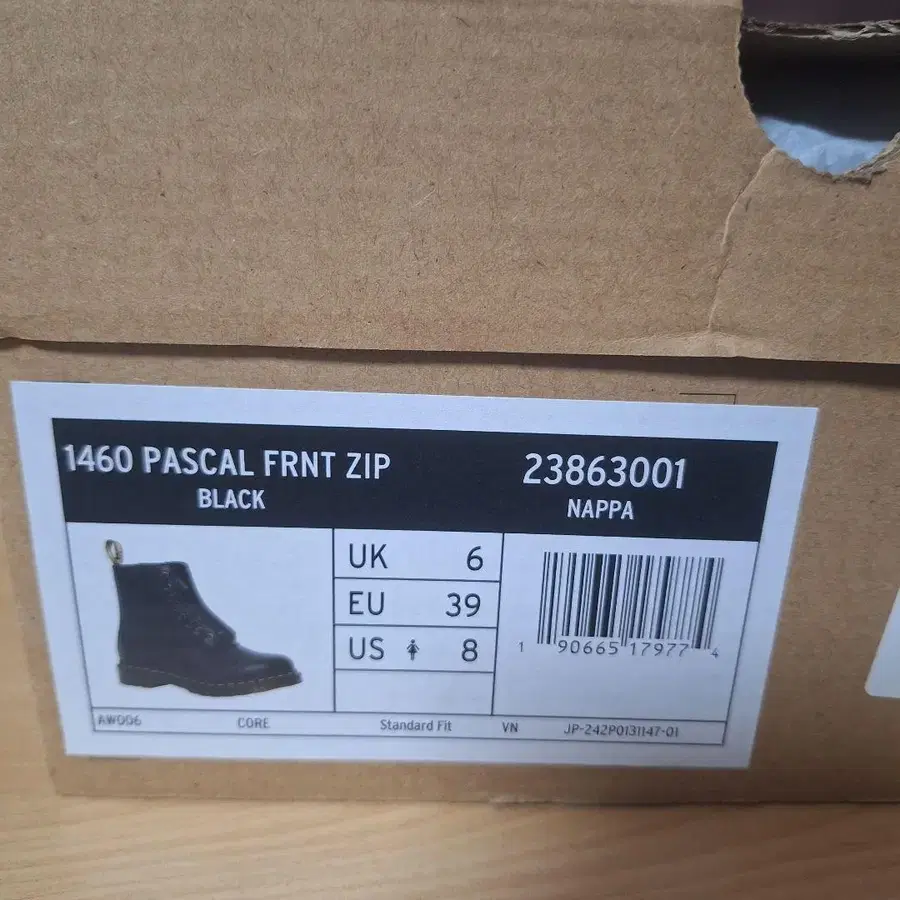 1460 PASCAL FRNT ZIP
BLACK
23863001
NAPPA
UK 6
EU 39
US 8
1 90665 17977 4
AW006 CORE Standard Fit VN JP-242P0131147-01